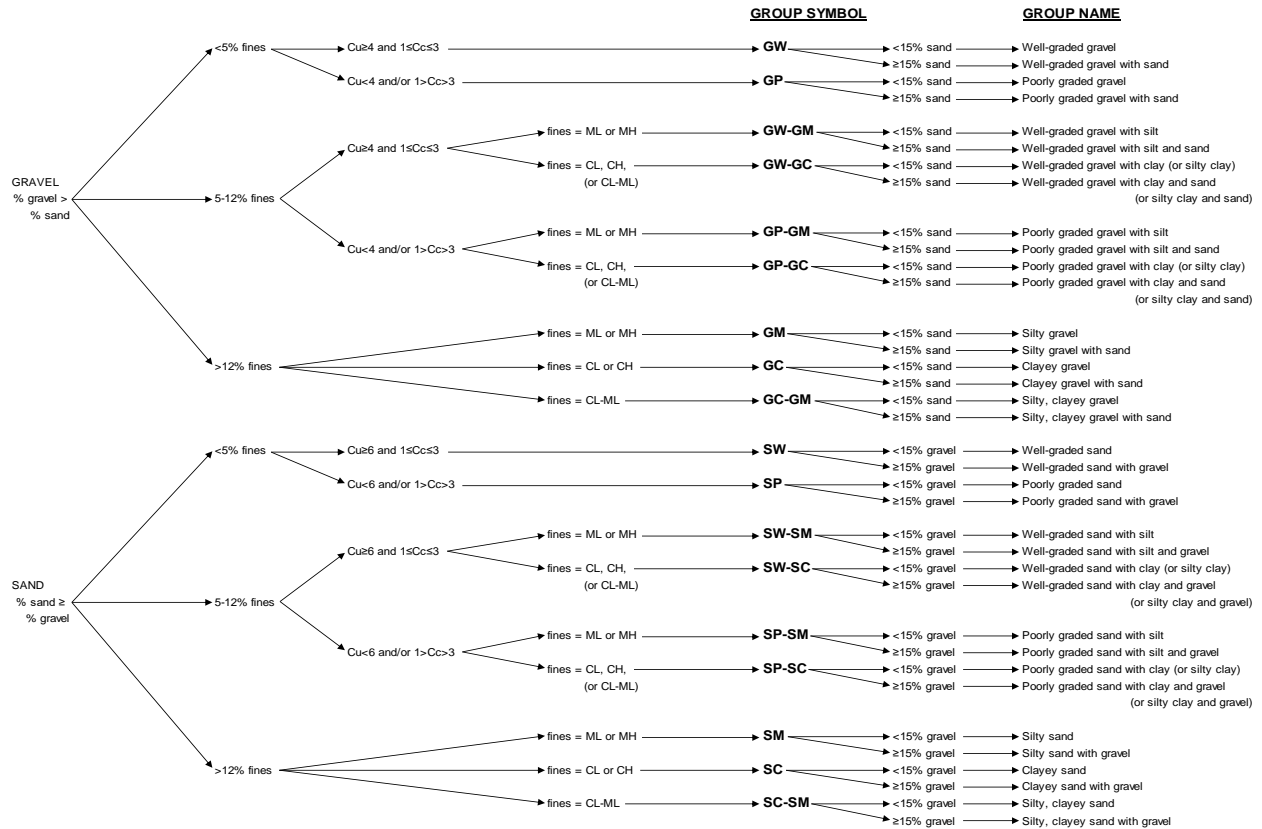 GROUP SYMBOL GROUP NAME
<5% fines Cu≥4 and 1≤Cc≤3 GW <15% sand Well-graded gravel
≥15% sand Well-graded gravel with sand
Cu<4 and/or 1>Cc>3 GP <15% sand Poorly graded gravel
≥15% sand Poorly graded gravel with sand
fines = ML or MH GW-GM <15% sand Well-graded gravel with silt
Cu≥4 and 1≤Cc≤3 ≥15% sand Well-graded gravel with silt and sand
fines = CL, CH, GW-GC <15% sand Well-graded gravel with clay (or silty clay)
GRAVEL (or CL-ML) ≥15% sand Well-graded gravel with clay and sand
% gravel > 5-12% fines (or silty clay and sand)
% sand
fines = ML or MH GP-GM <15% sand Poorly graded gravel with silt
Cu<4 and/or 1>Cc>3 ≥15% sand Poorly graded gravel with silt and sand
fines = CL, CH, GP-GC <15% sand Poorly graded gravel with clay (or silty clay)
(or CL-ML) ≥15% sand Poorly graded gravel with clay and sand
(or silty clay and sand)
fines = ML or MH GM <15% sand Silty gravel
≥15% sand Silty gravel with sand
>12% fines fines = CL or CH GC <15% sand Clayey gravel
≥15% sand Clayey gravel with sand
fines = CL-ML GC-GM <15% sand Silty, clayey gravel
≥15% sand Silty, clayey gravel with sand
<5% fines Cu≥6 and 1≤Cc≤3 SW <15% gravel Well-graded sand
≥15% gravel Well-graded sand with gravel
Cu<6 and/or 1>Cc>3 SP <15% gravel Poorly graded sand
≥15% gravel Poorly graded sand with gravel
fines = ML or MH SW-SM <15% gravel Well-graded sand with silt
Cu≥6 and 1≤Cc≤3 ≥15% gravel Well-graded sand with silt and gravel
fines = CL, CH, SW-SC <15% gravel Well-graded sand with clay (or silty clay)
SAND (or CL-ML) ≥15% gravel Well-graded sand with clay and gravel
% sand ≥ 5-12% fines (or silty clay and gravel)
% gravel
fines = ML or MH SP-SM <15% gravel Poorly graded sand with silt
Cu<6 and/or 1>Cc>3 ≥15% gravel Poorly graded sand with silt and gravel
fines = CL, CH, SP-SC <15% gravel Poorly graded sand with clay (or silty clay)
(or CL-ML) ≥15% gravel Poorly graded sand with clay and gravel
(or silty clay and gravel)
fines = ML or MH SM <15% gravel Silty sand
≥15% gravel Silty sand with gravel
>12% fines fines = CL or CH SC <15% gravel Clayey sand
≥15% gravel Clayey sand with gravel
fines = CL-ML SC-SM <15% gravel Silty, clayey sand
≥15% gravel Silty, clayey sand with gravel